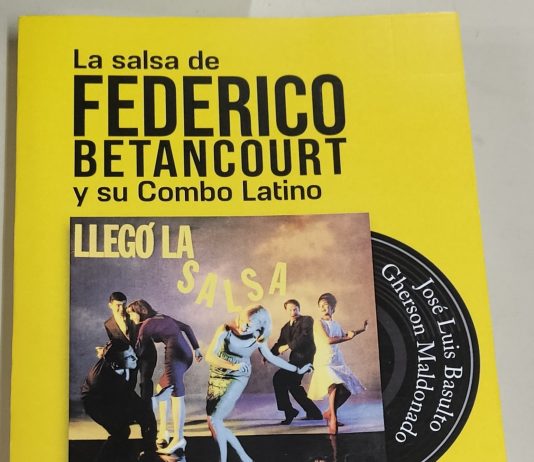 La salsa de
FEDERICO
BETANCOURT
y su Combo Latino
LLEGÓ LA
SALSA
José Luis Basulto
Gherson Maldonado